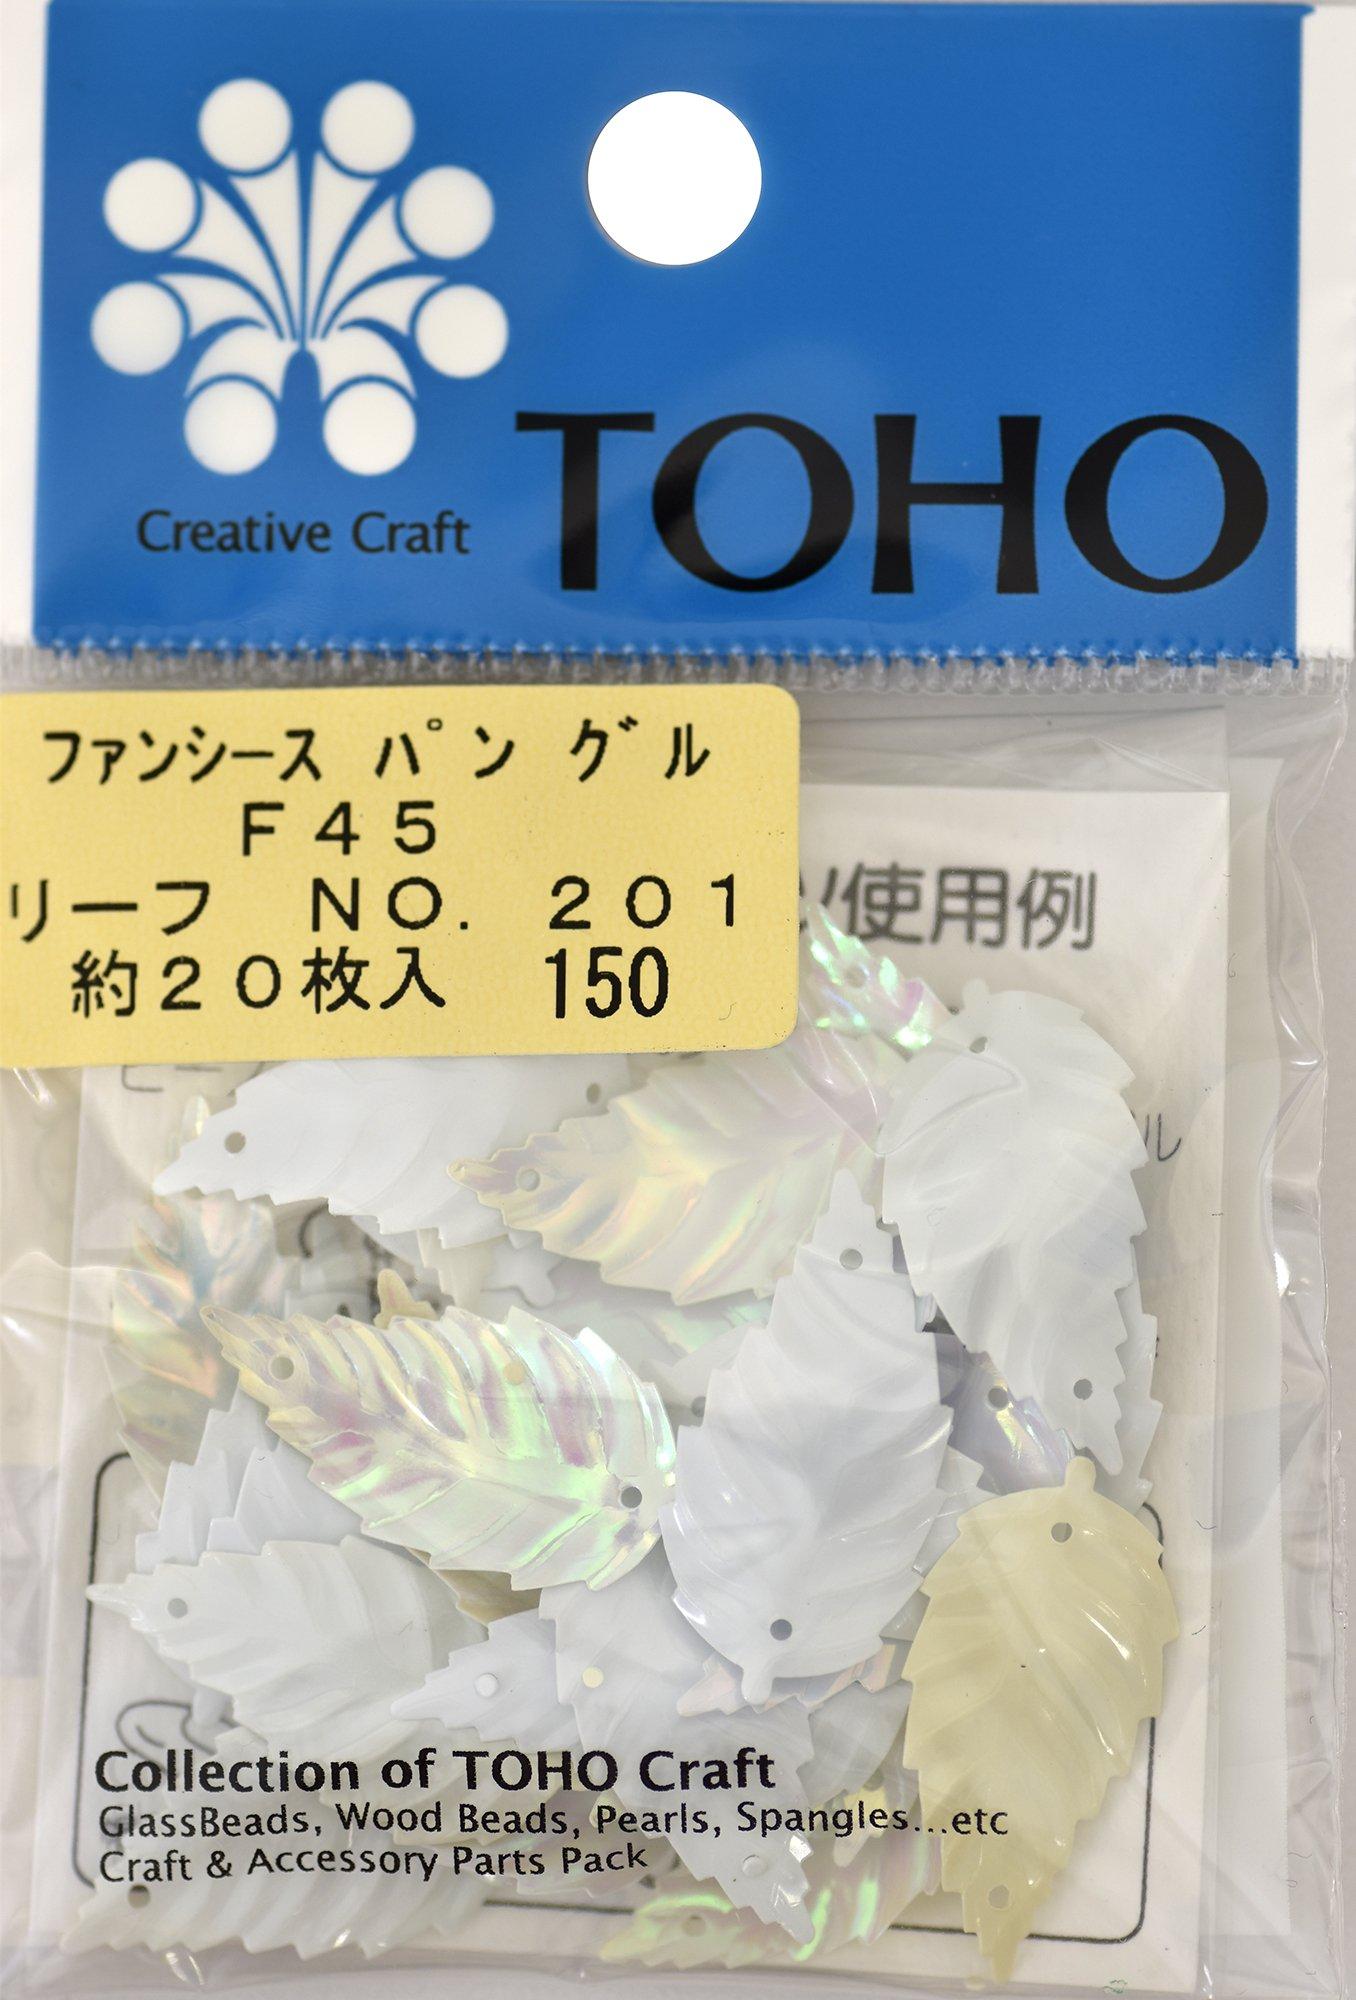 Creative Craft
TOHO
ファンシースパングル
F45
リーフ NO. 201
約20枚入 150
/使用例
ル
Collection of TOHO Craft
GlassBeads, Wood Beads, Pearls, Spangles...etc
Craft & Accessory Parts Pack